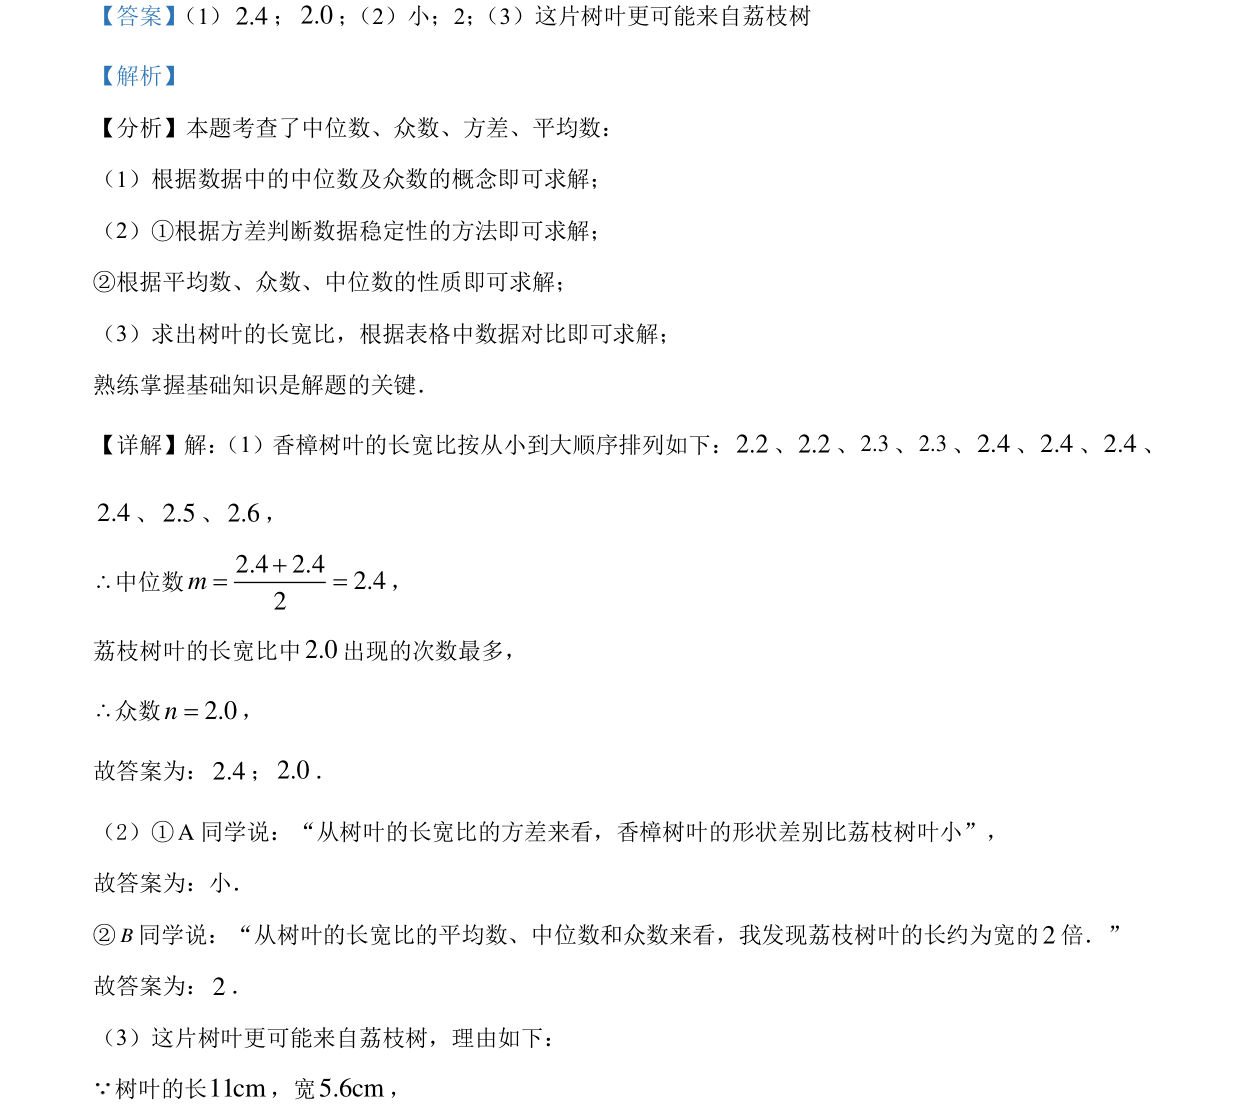 【答案】（1）2.4；2.0；（2）小；2；（3）这片树叶更可能来自荔枝树
【解析】
【分析】本题考查了中位数、众数、方差、平均数：
（1）根据数据中的中位数及众数的概念即可求解；
（2）①根据方差判断数据稳定性的方法即可求解；
②根据平均数、众数、中位数的性质即可求解；
（3）求出树叶的长宽比，根据表格中数据对比即可求解；
熟练掌握基础知识是解题的关键．
【详解】解：（1）香樟树叶的长宽比按从小到大顺序排列如下：2.2、2.2、2.3、2.3、2.4、2.4、2.4、
2.4、2.5、2.6，
∴中位数m = (2.4+2.4)/2 = 2.4，
荔枝树叶的长宽比中2.0出现的次数最多，
∴众数n = 2.0，
故答案为：2.4；2.0．
（2）①A同学说：“从树叶的长宽比的方差来看，香樟树叶的形状差别比荔枝树叶小”，
故答案为：小．
②B同学说：“从树叶的长宽比的平均数、中位数和众数来看，我发现荔枝树叶的长约为宽的2倍．”
故答案为：2．
（3）这片树叶更可能来自荔枝树，理由如下：
∵树叶的长11cm，宽5.6cm，